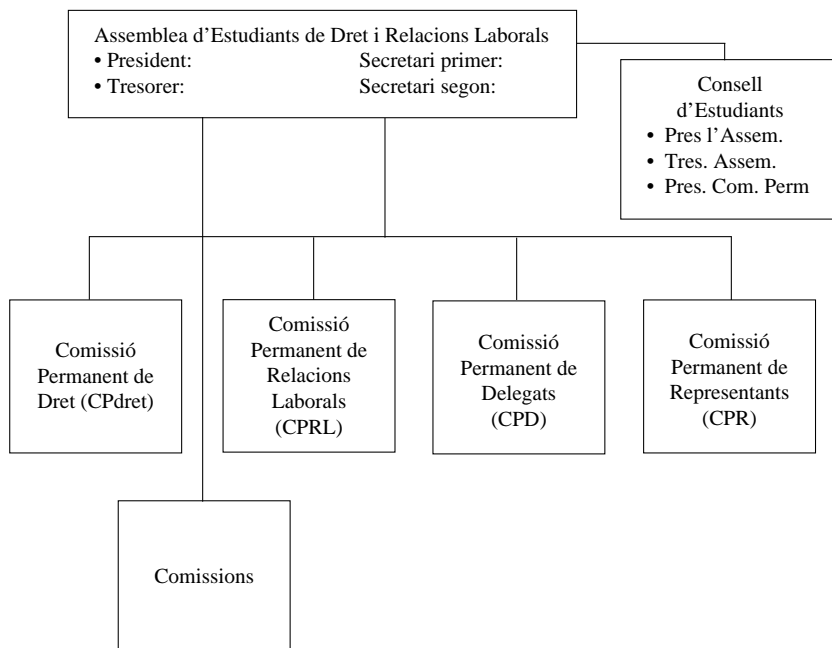 Assemblea d’Estudiants de Dret i Relacions Laborals
• President: Secretari primer:
• Tresorer: Secretari segon:
Consell
d’Estudiants
• Pres l’Assem.
• Tres. Assem.
• Pres. Com. Perm
Comissió
Permanent de
Dret (CPdret)
Comissió
Permanent de
Relacions
Laborals
(CPRL)
Comissió
Permanent de
Delegats
(CPD)
Comissió
Permanent de
Representants
(CPR)
Comissions